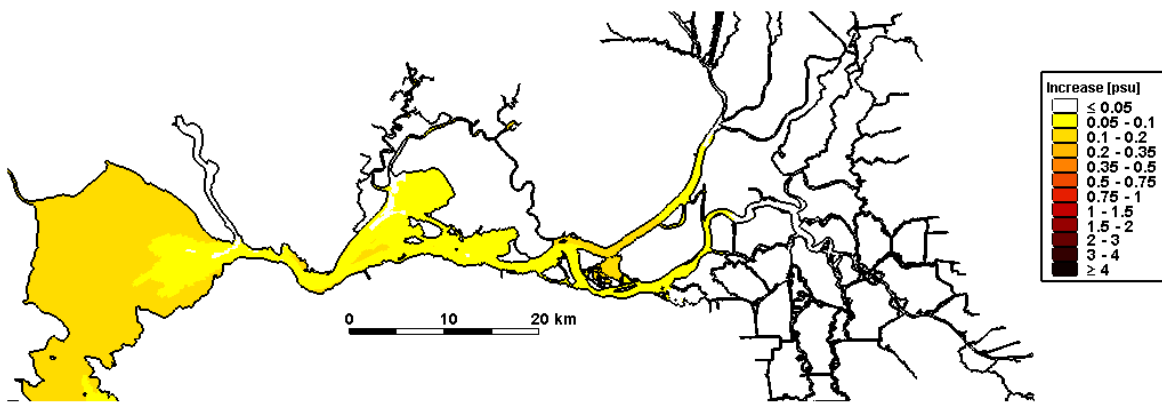 Increase [psu]
≤ 0.05
0.05 - 0.1
0.1 - 0.2
0.2 - 0.35
0.35 - 0.5
0.5 - 0.75
0.75 - 1
1 - 1.5
1.5 - 2
2 - 3
3 - 4
≥ 4
0 10 20 km